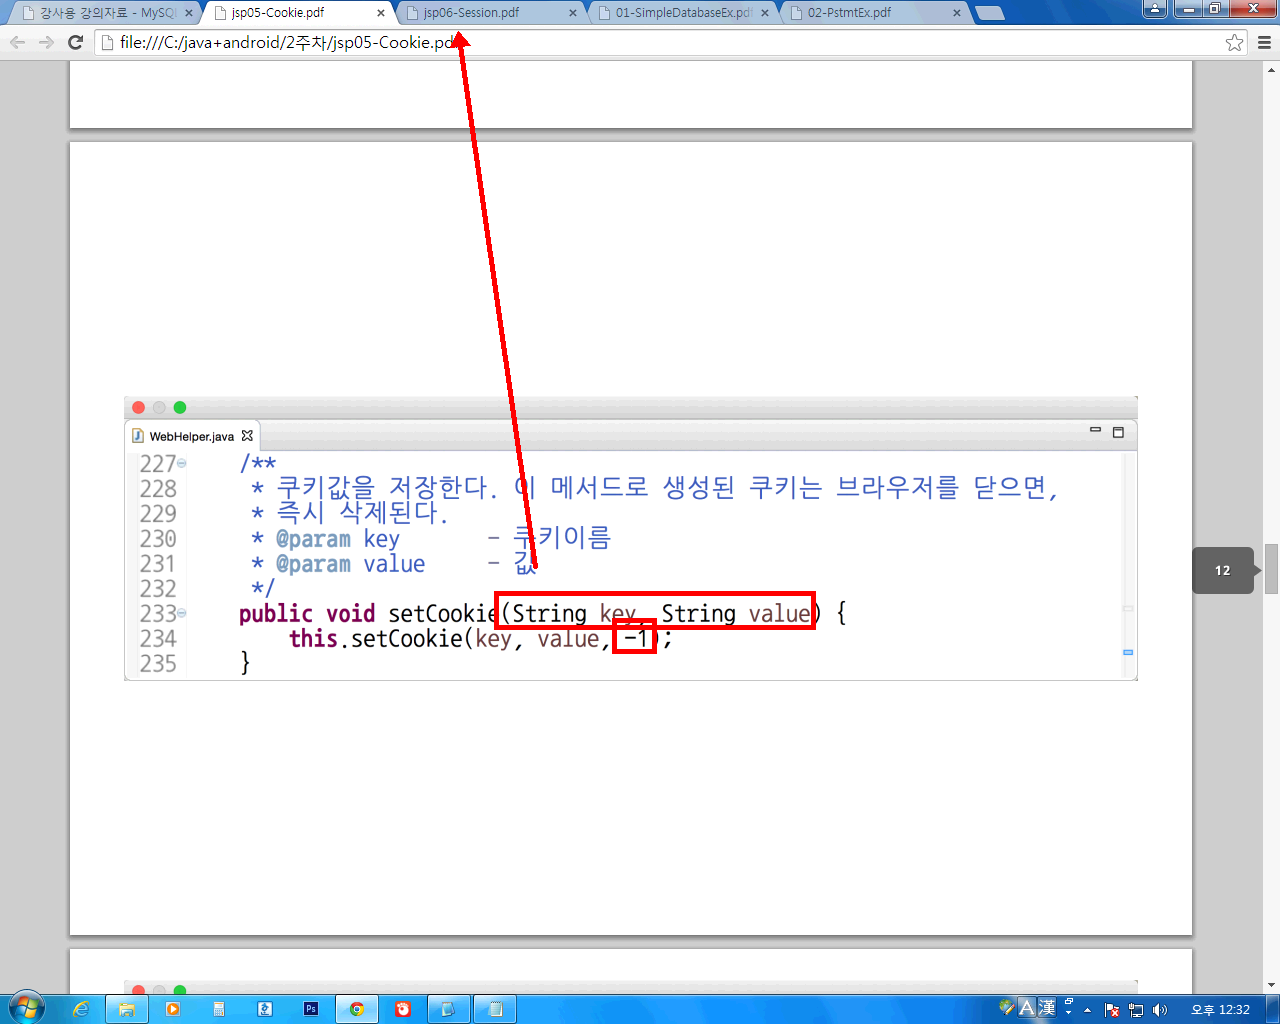 강사용 강의자료 - MySQL
jsp05-Cookie.pdf
jsp06-Session.pdf
01-SimpleDatabaseEx.pdf
02-PstmtEx.pdf
file:///C:/java+android/2주차/jsp05-Cookie.pd
WebHelper.java
227 /**
228 * 쿠키값을 저장한다. 이 메서드로 생성된 쿠키는 브라우저를 닫으면,
229 * 즉시 삭제된다.
230 * @param key - 쿠키이름
231 * @param value - 값
232 */
233 public void setCookie(String key, String value) {
234 this.setCookie(key, value, -1);
235 }
12
Ps
A 漢
오후 12:32